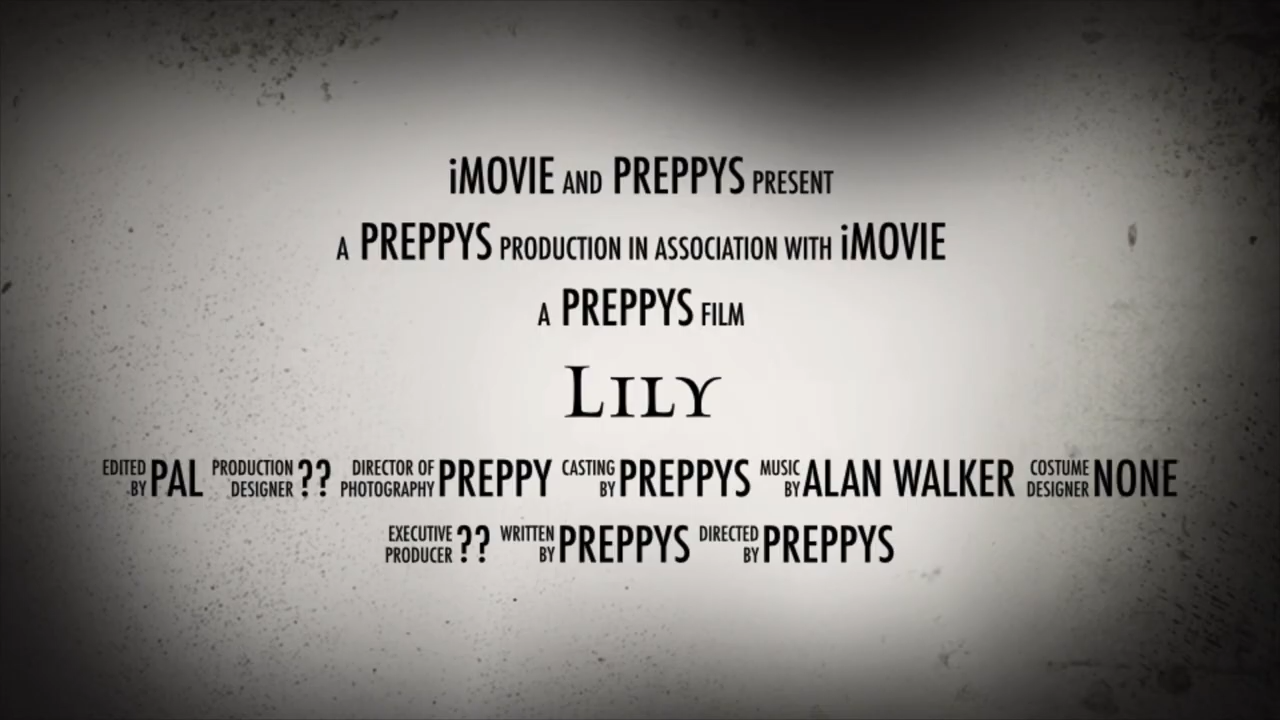 iMOVIE AND PREPPYS PRESENT
A PREPPYS PRODUCTION IN ASSOCIATION WITH iMOVIE
A PREPPYS FILM
LILY
EDITED BY PAL PRODUCTION DESIGNER ?? DIRECTOR OF PHOTOGRAPHY PREPPY CASTING BY PREPPYS MUSIC BY ALAN WALKER COSTUME DESIGNER NONE
EXECUTIVE PRODUCER ?? WRITTEN BY PREPPYS DIRECTED BY PREPPYS